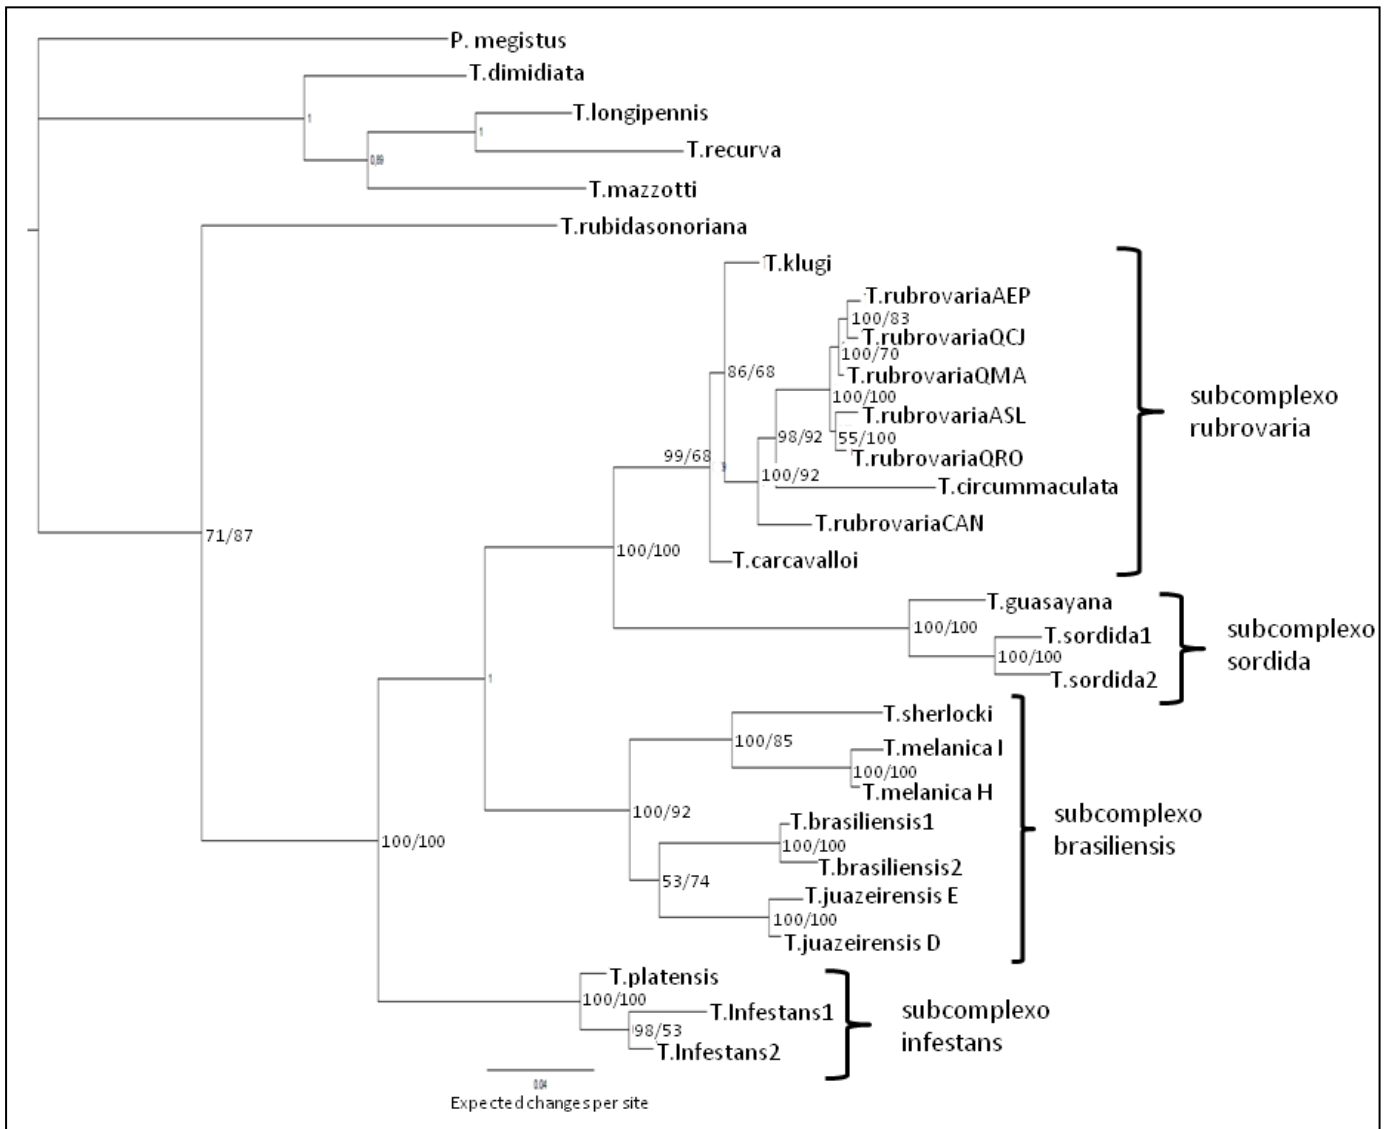 P. megistus
T.dimidiata
1
T.longipennis
1
T.recurva
0,89
T.mazzotti
T.rubidasonoriana
T.klugi
T.rubrovariaAEP
100/83
T.rubrovariaQCJ
100/70
86/68
T.rubrovariaQMA
100/100
T.rubrovariaASL
98/92
55/100
99/68
T.rubrovariaQRO
100/92
T.circummaculata
T.rubrovariaCAN
T.carcavalloi
subcomplexo
rubrovaria
71/87
100/100
T.guasayana
100/100
T.sordida1
100/100
T.sordida2
subcomplexo
sordida
1
T.sherlocki
100/85
T.melanica I
100/100
T.melanica H
100/92
T.brasiliensis1
100/100
T.brasiliensis2
53/74
T.juazeirensis E
100/100
T.juazeirensis D
subcomplexo
brasiliensis
100/100
T.platensis
100/100
T.Infestans1
98/53
T.Infestans2
subcomplexo
infestans
0.04
Expected changes per site